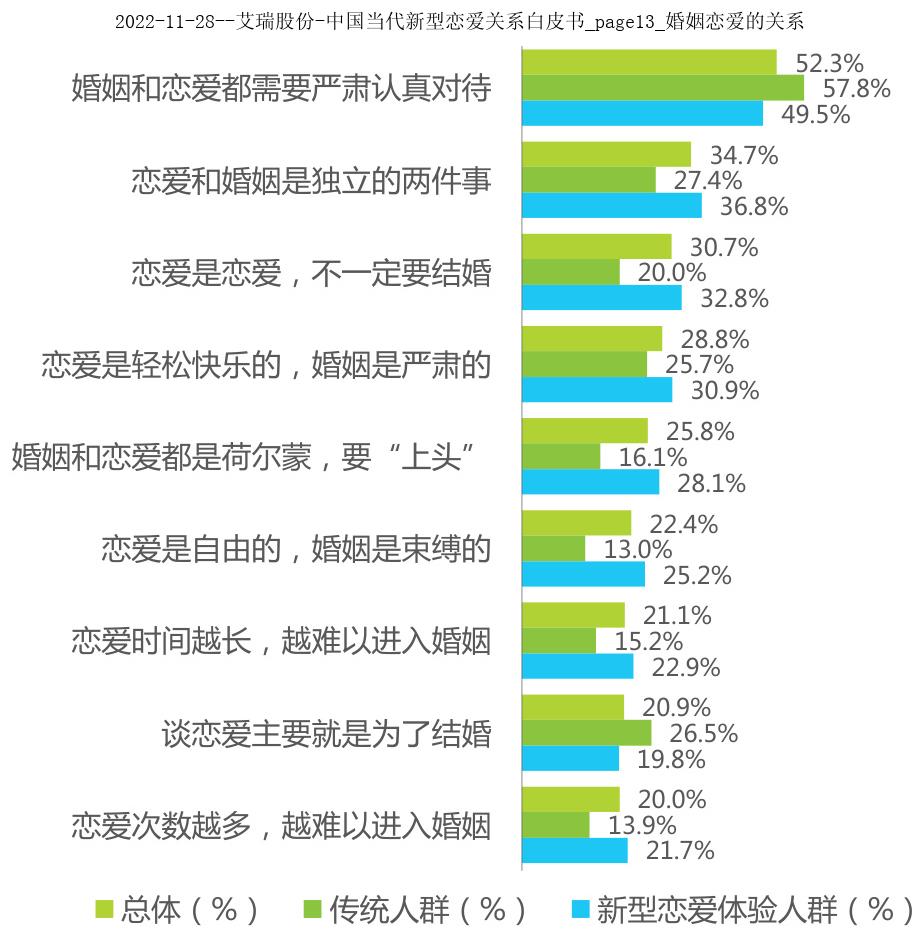 2022-11-28--艾瑞股份-中国当代新型恋爱关系白皮书_page13_婚姻恋爱的关系
婚姻和恋爱都需要严肃认真对待
52.3%
57.8%
49.5%
恋爱和婚姻是独立的两件事
34.7%
27.4%
36.8%
恋爱是恋爱，不一定要结婚
30.7%
20.0%
32.8%
恋爱是轻松快乐的，婚姻是严肃的
28.8%
25.7%
30.9%
婚姻和恋爱都是荷尔蒙，要“上头”
25.8%
16.1%
28.1%
恋爱是自由的，婚姻是束缚的
22.4%
13.0%
25.2%
恋爱时间越长，越难以进入婚姻
21.1%
15.2%
22.9%
谈恋爱主要就是为了结婚
20.9%
26.5%
19.8%
恋爱次数越多，越难以进入婚姻
20.0%
13.9%
21.7%
总体（%） 传统人群（%） 新型恋爱体验人群（%）